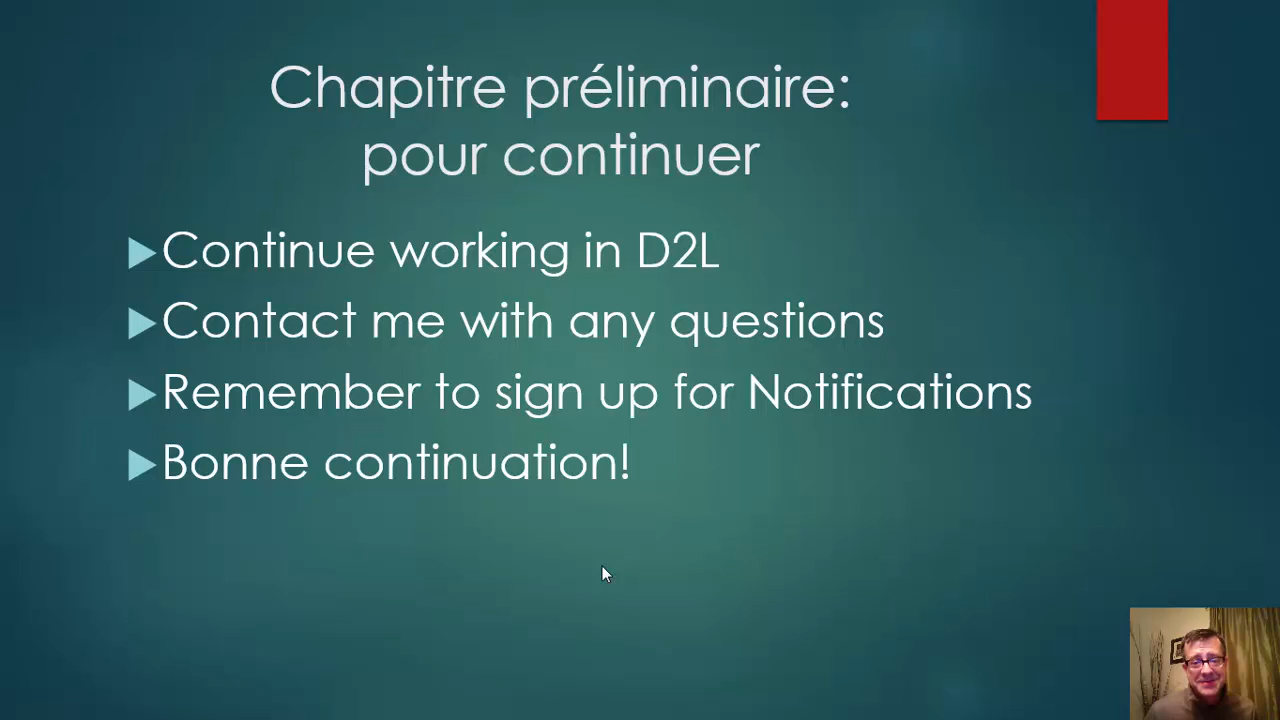 Chapitre préliminaire:
pour continuer
Continue working in D2L
Contact me with any questions
Remember to sign up for Notifications
Bonne continuation!